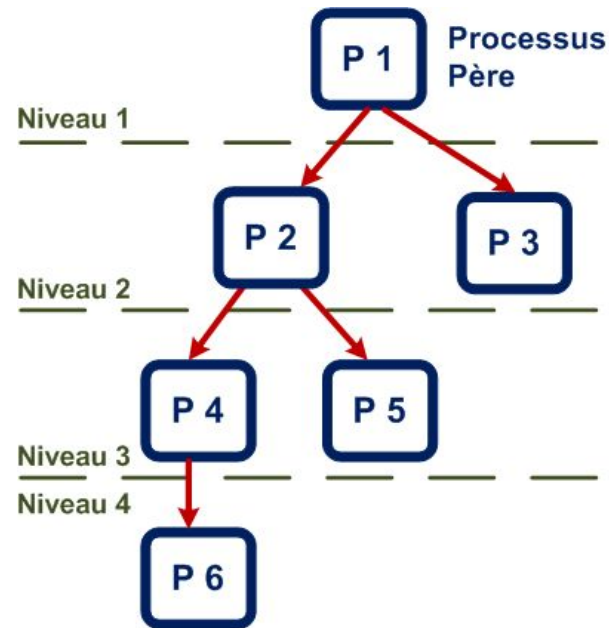 P 1
Processus
Père
Niveau 1
P 2
P 3
Niveau 2
P 4
P 5
Niveau 3
Niveau 4
P 6